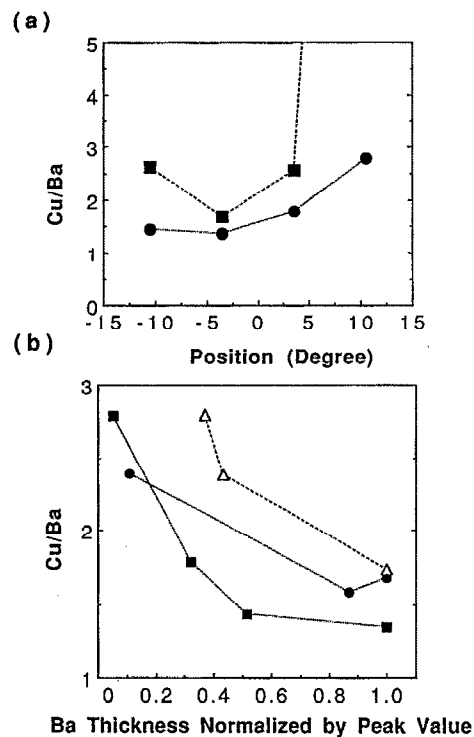 (a)
5
4
3
2
1
0
Cu/Ba
-15 -10 -5 0 5 10 15
Position (Degree)
(b)
3
2
1
Cu/Ba
0 0.2 0.4 0.6 0.8 1.0
Ba Thickness Normalized by Peak Value